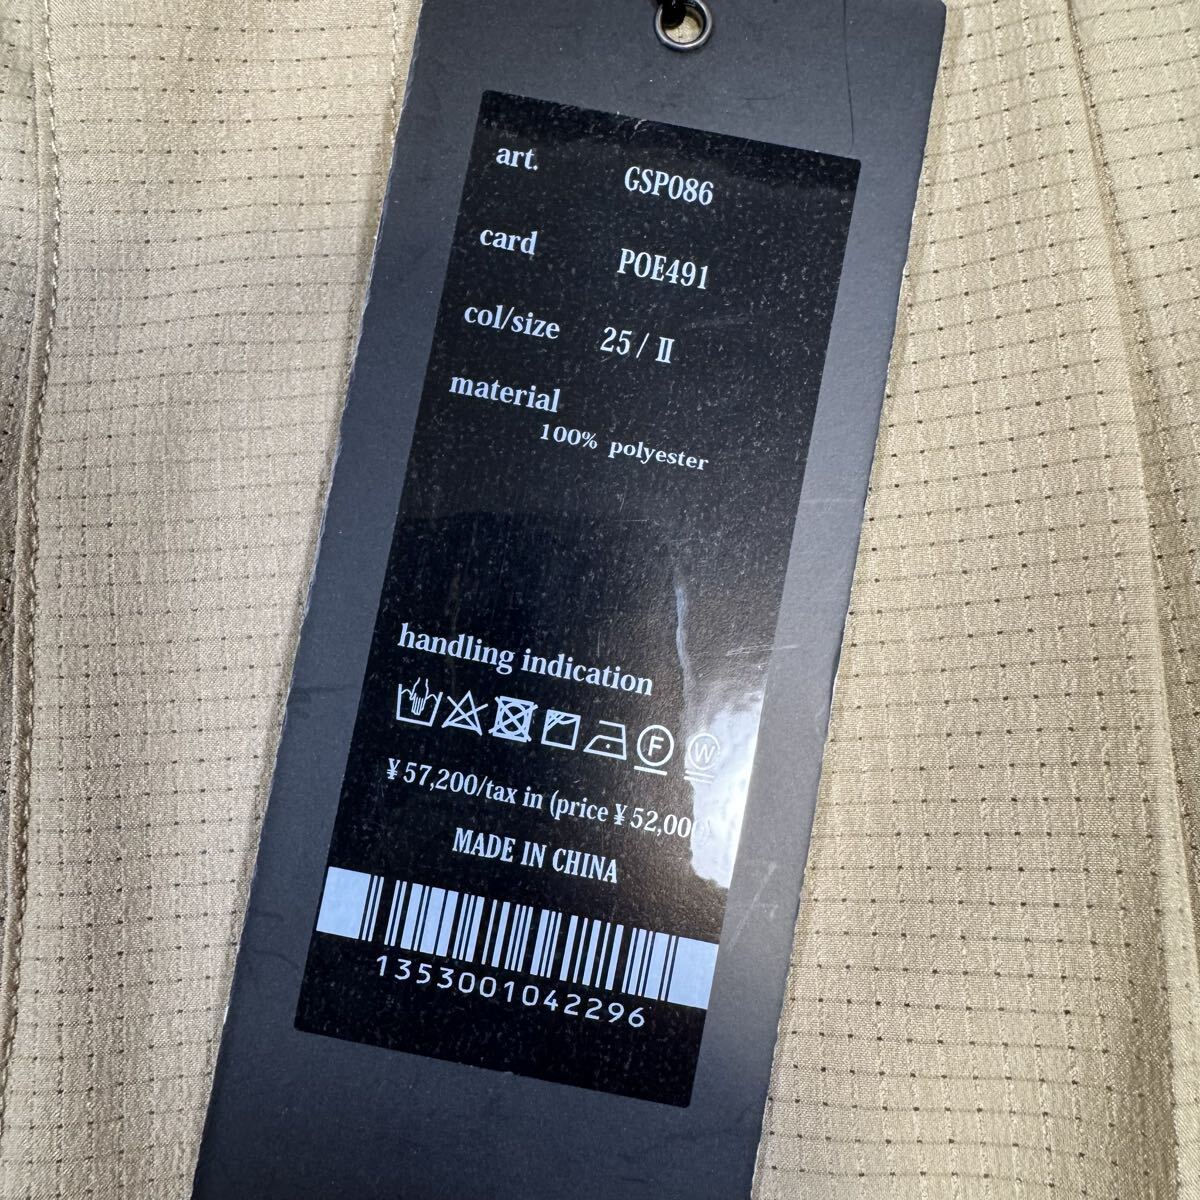 art. GSP086
card POE491
col/size 25 / Ⅱ
material
100% polyester
handling indication
F W
¥57,200/tax in (price ¥52,000)
MADE IN CHINA
1353001042296